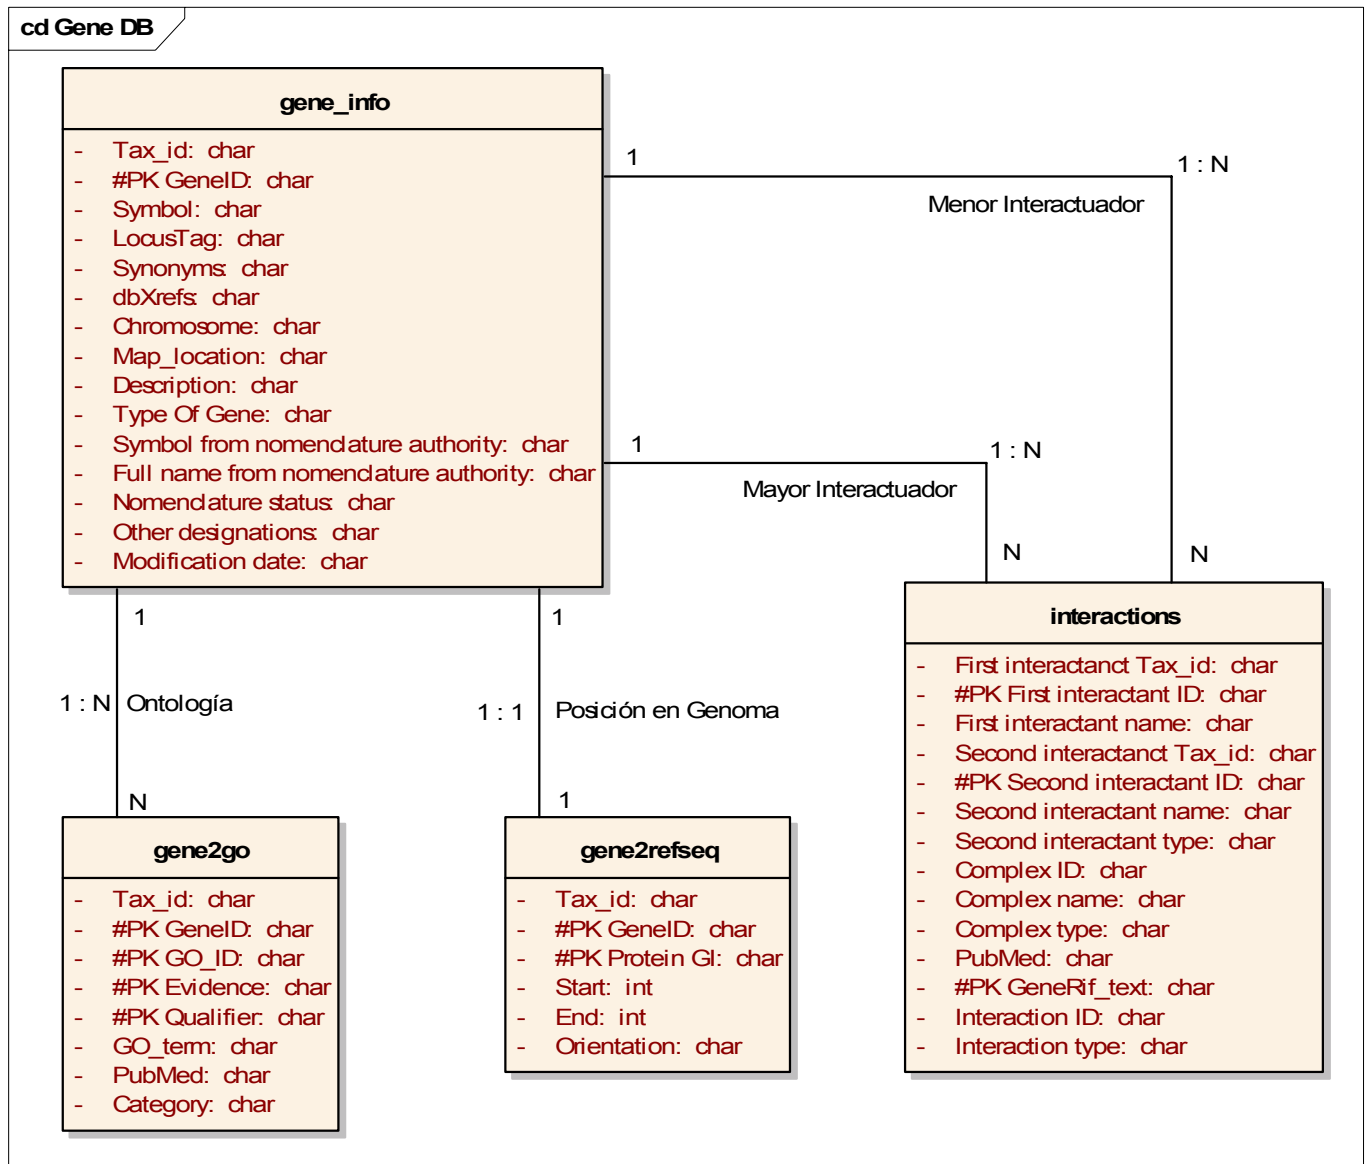 cd Gene DB
gene_info
- Tax_id: char
- #PK GeneID: char
- Symbol: char
- LocusTag: char
- Synonyms: char
- dbXrefs: char
- Chromosome: char
- Map_location: char
- Description: char
- Type Of Gene: char
- Symbol from nomenclature authority: char
- Full name from nomenclature authority: char
- Nomenclature status: char
- Other designations: char
- Modification date: char
1
1 : N
Menor Interactuador
N
1
1 : N
Mayor Interactuador
N
1
1 : N Ontología
N
1
1 : 1 Posición en Genoma
1
gene2go
- Tax_id: char
- #PK GeneID: char
- #PK GO_ID: char
- #PK Evidence: char
- #PK Qualifier: char
- GO_term: char
- PubMed: char
- Category: char
gene2refseq
- Tax_id: char
- #PK GeneID: char
- #PK Protein GI: char
- Start: int
- End: int
- Orientation: char
interactions
- First interactanct Tax_id: char
- #PK First interactant ID: char
- First interactant name: char
- Second interactanct Tax_id: char
- #PK Second interactant ID: char
- Second interactant name: char
- Second interactant type: char
- Complex ID: char
- Complex name: char
- Complex type: char
- PubMed: char
- #PK GeneRif_text: char
- Interaction ID: char
- Interaction type: char